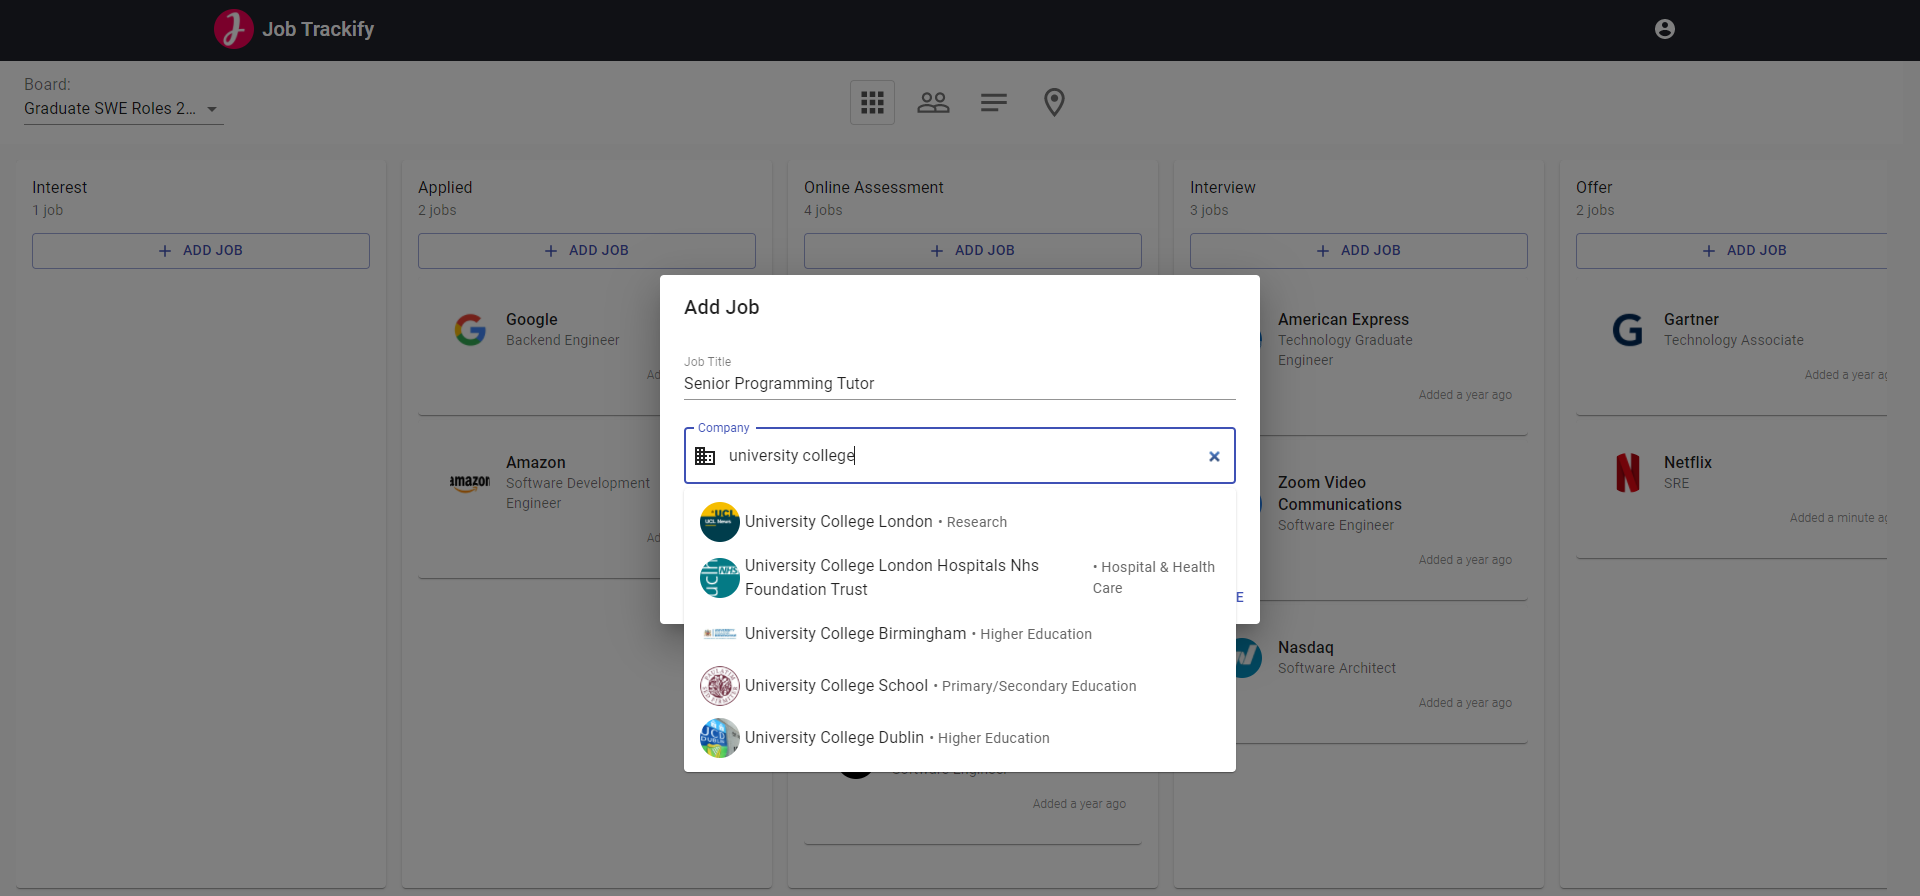 Job Trackify
Board:
Graduate SWE Roles 2...
Interest
1 job
ADD JOB
Applied
2 jobs
ADD JOB
Google
Backend Engineer
Amazon
Software Development
Engineer
Online Assessment
4 jobs
ADD JOB
Added a year ago
Interview
3 jobs
ADD JOB
American Express
Technology Graduate
Engineer
Added a year ago
Zoom Video
Communications
Software Engineer
Added a year ago
Nasdaq
Software Architect
Added a year ago
Offer
2 jobs
ADD JOB
Gartner
Technology Associate
Added a year ag
Netflix
SRE
Added a minute ag
Add Job
Job Title
Senior Programming Tutor
Company
university college
University College London • Research
University College London Hospitals Nhs • Hospital & Health
Foundation Trust Care
University College Birmingham • Higher Education
University College School • Primary/Secondary Education
University College Dublin • Higher Education